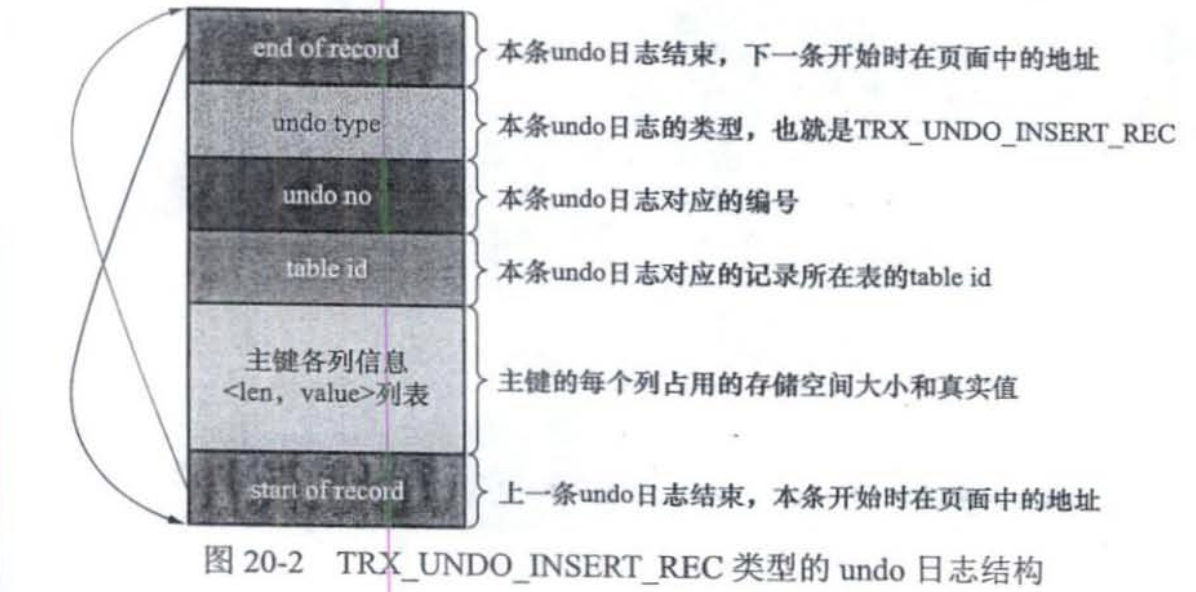 end of record
本条undo日志结束，下一条开始时在页面中的地址
undo type
本条undo日志的类型，也就是TRX_UNDO_INSERT_REC
undo no
本条undo日志对应的编号
table id
本条undo日志对应的记录所在表的table id
主键各列信息
<len，value>列表
主键的每个列占用的存储空间大小和真实值
start of record
上一条undo日志结束，本条开始时在页面中的地址
图 20-2 TRX_UNDO_INSERT_REC 类型的 undo 日志结构